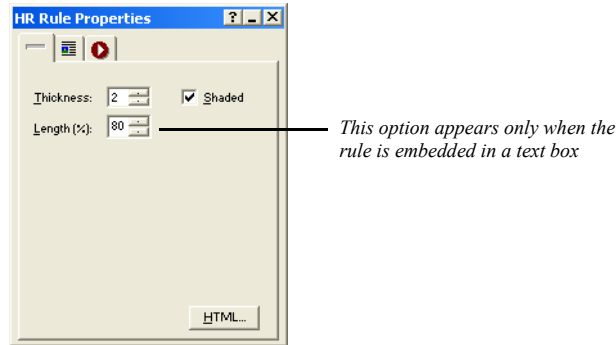 HR Rule Properties
Thickness: 2 Shaded
Length (%): 80
This option appears only when the
rule is embedded in a text box
HTML...